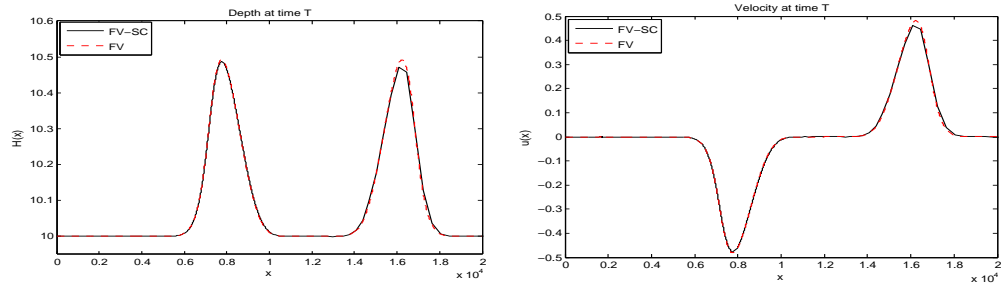 Depth at time T
FV−SC
FV
10.6
10.5
10.4
10.3
10.2
10.1
10
H(x)
0 0.2 0.4 0.6 0.8 1 1.2 1.4 1.6 1.8 2
x
x 10^4
Velocity at time T
FV−SC
FV
0.5
0.4
0.3
0.2
0.1
0
−0.1
−0.2
−0.3
−0.4
−0.5
u(x)
0 0.2 0.4 0.6 0.8 1 1.2 1.4 1.6 1.8 2
x
x 10^4